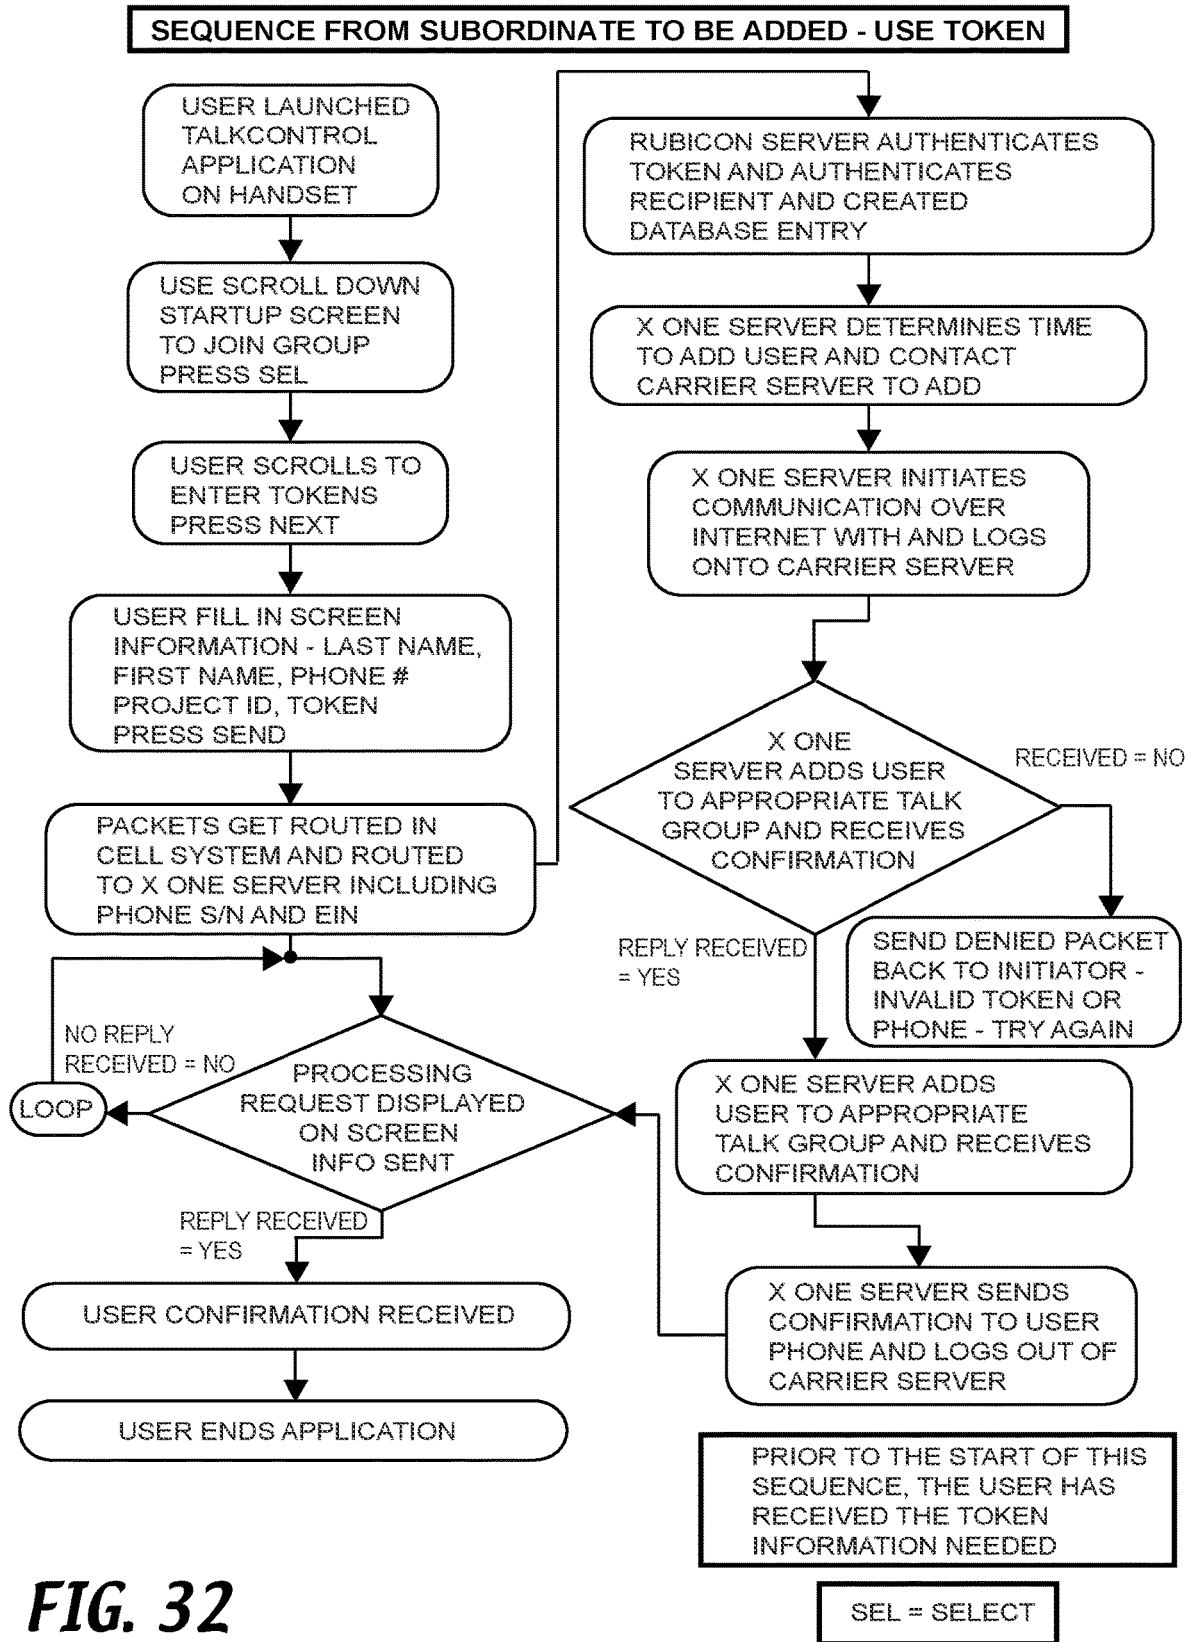 SEQUENCE FROM SUBORDINATE TO BE ADDED - USE TOKEN
USER LAUNCHED
TALKCONTROL
APPLICATION
ON HANDSET
USE SCROLL DOWN
STARTUP SCREEN
TO JOIN GROUP
PRESS SEL
USER SCROLLS TO
ENTER TOKENS
PRESS NEXT
USER FILL IN SCREEN
INFORMATION - LAST NAME,
FIRST NAME, PHONE #
PROJECT ID, TOKEN
PRESS SEND
PACKETS GET ROUTED IN
CELL SYSTEM AND ROUTED
TO X ONE SERVER INCLUDING
PHONE S/N AND EIN
NO REPLY
RECEIVED = NO
LOOP
PROCESSING
REQUEST DISPLAYED
ON SCREEN
INFO SENT
REPLY RECEIVED
= YES
USER CONFIRMATION RECEIVED
USER ENDS APPLICATION
RUBICON SERVER AUTHENTICATES
TOKEN AND AUTHENTICATES
RECIPIENT AND CREATED
DATABASE ENTRY
X ONE SERVER DETERMINES TIME
TO ADD USER AND CONTACT
CARRIER SERVER TO ADD
X ONE SERVER INITIATES
COMMUNICATION OVER
INTERNET WITH AND LOGS
ONTO CARRIER SERVER
X ONE
SERVER ADDS USER
TO APPROPRIATE TALK
GROUP AND RECEIVES
CONFIRMATION
RECEIVED = NO
SEND DENIED PACKET
BACK TO INITIATOR -
INVALID TOKEN OR
PHONE - TRY AGAIN
REPLY RECEIVED
= YES
X ONE SERVER ADDS
USER TO APPROPRIATE
TALK GROUP AND RECEIVES
CONFIRMATION
X ONE SERVER SENDS
CONFIRMATION TO USER
PHONE AND LOGS OUT OF
CARRIER SERVER
PRIOR TO THE START OF THIS
SEQUENCE, THE USER HAS
RECEIVED THE TOKEN
INFORMATION NEEDED
SEL = SELECT
FIG. 32